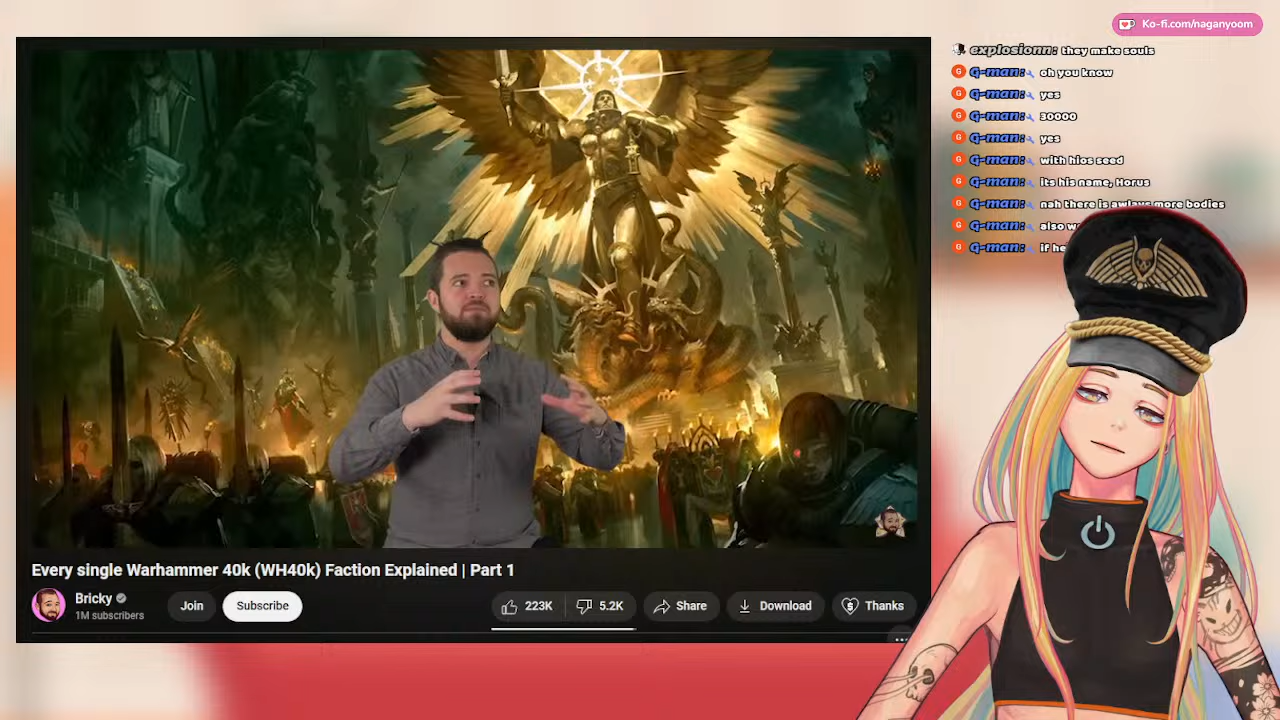 Ko-fi.com/naganyoom
explosionn: they make souls
G-man: oh you know
G-man: yes
G-man: 30000
G-man: yes
G-man: with hios seed
G-man: Its his name, Horus
G-man: nah there is awlays more bodies
G-man: also
G-man: if he
Every single Warhammer 40k (WH40k) Faction Explained | Part 1
Bricky
1M subscribers
Join
Subscribe
223K
5.2K
Share
Download
Thanks